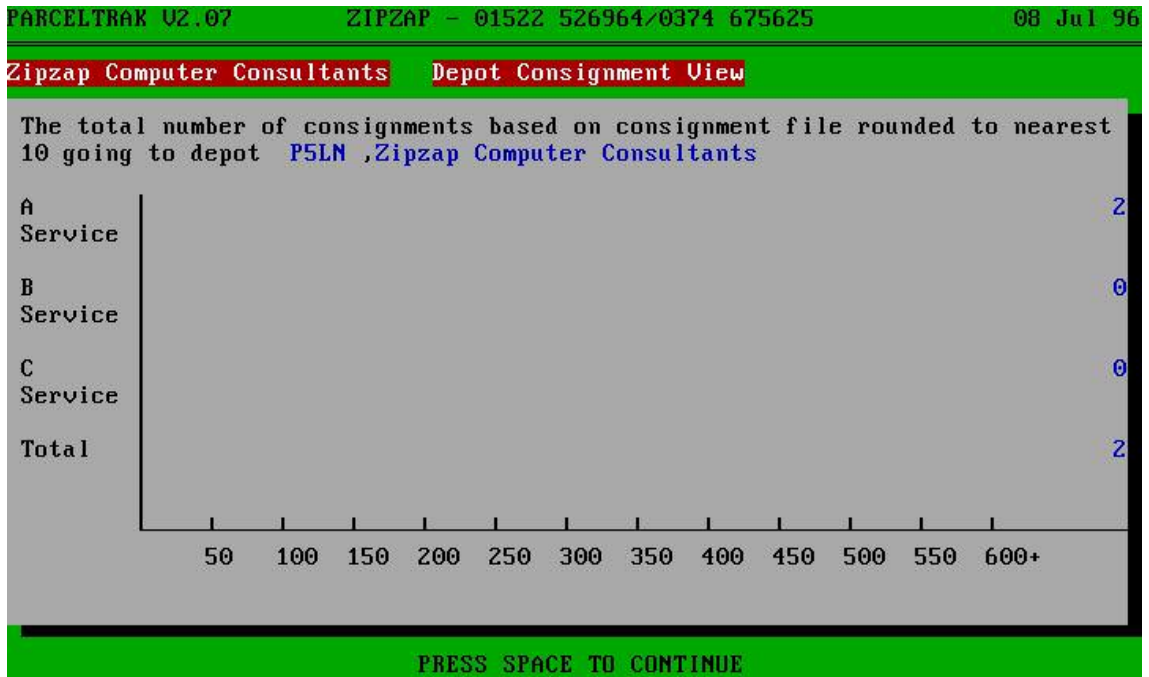 PARCELTRAK V2.07 ZIPZAP - 01522 526964/0374 675625 08 Jul 96
Zipzap Computer Consultants Depot Consignment View
The total number of consignments based on consignment file rounded to nearest
10 going to depot P5LN ,Zipzap Computer Consultants
A 2
Service
B 0
Service
C 0
Service
Total 2
50 100 150 200 250 300 350 400 450 500 550 600+
PRESS SPACE TO CONTINUE